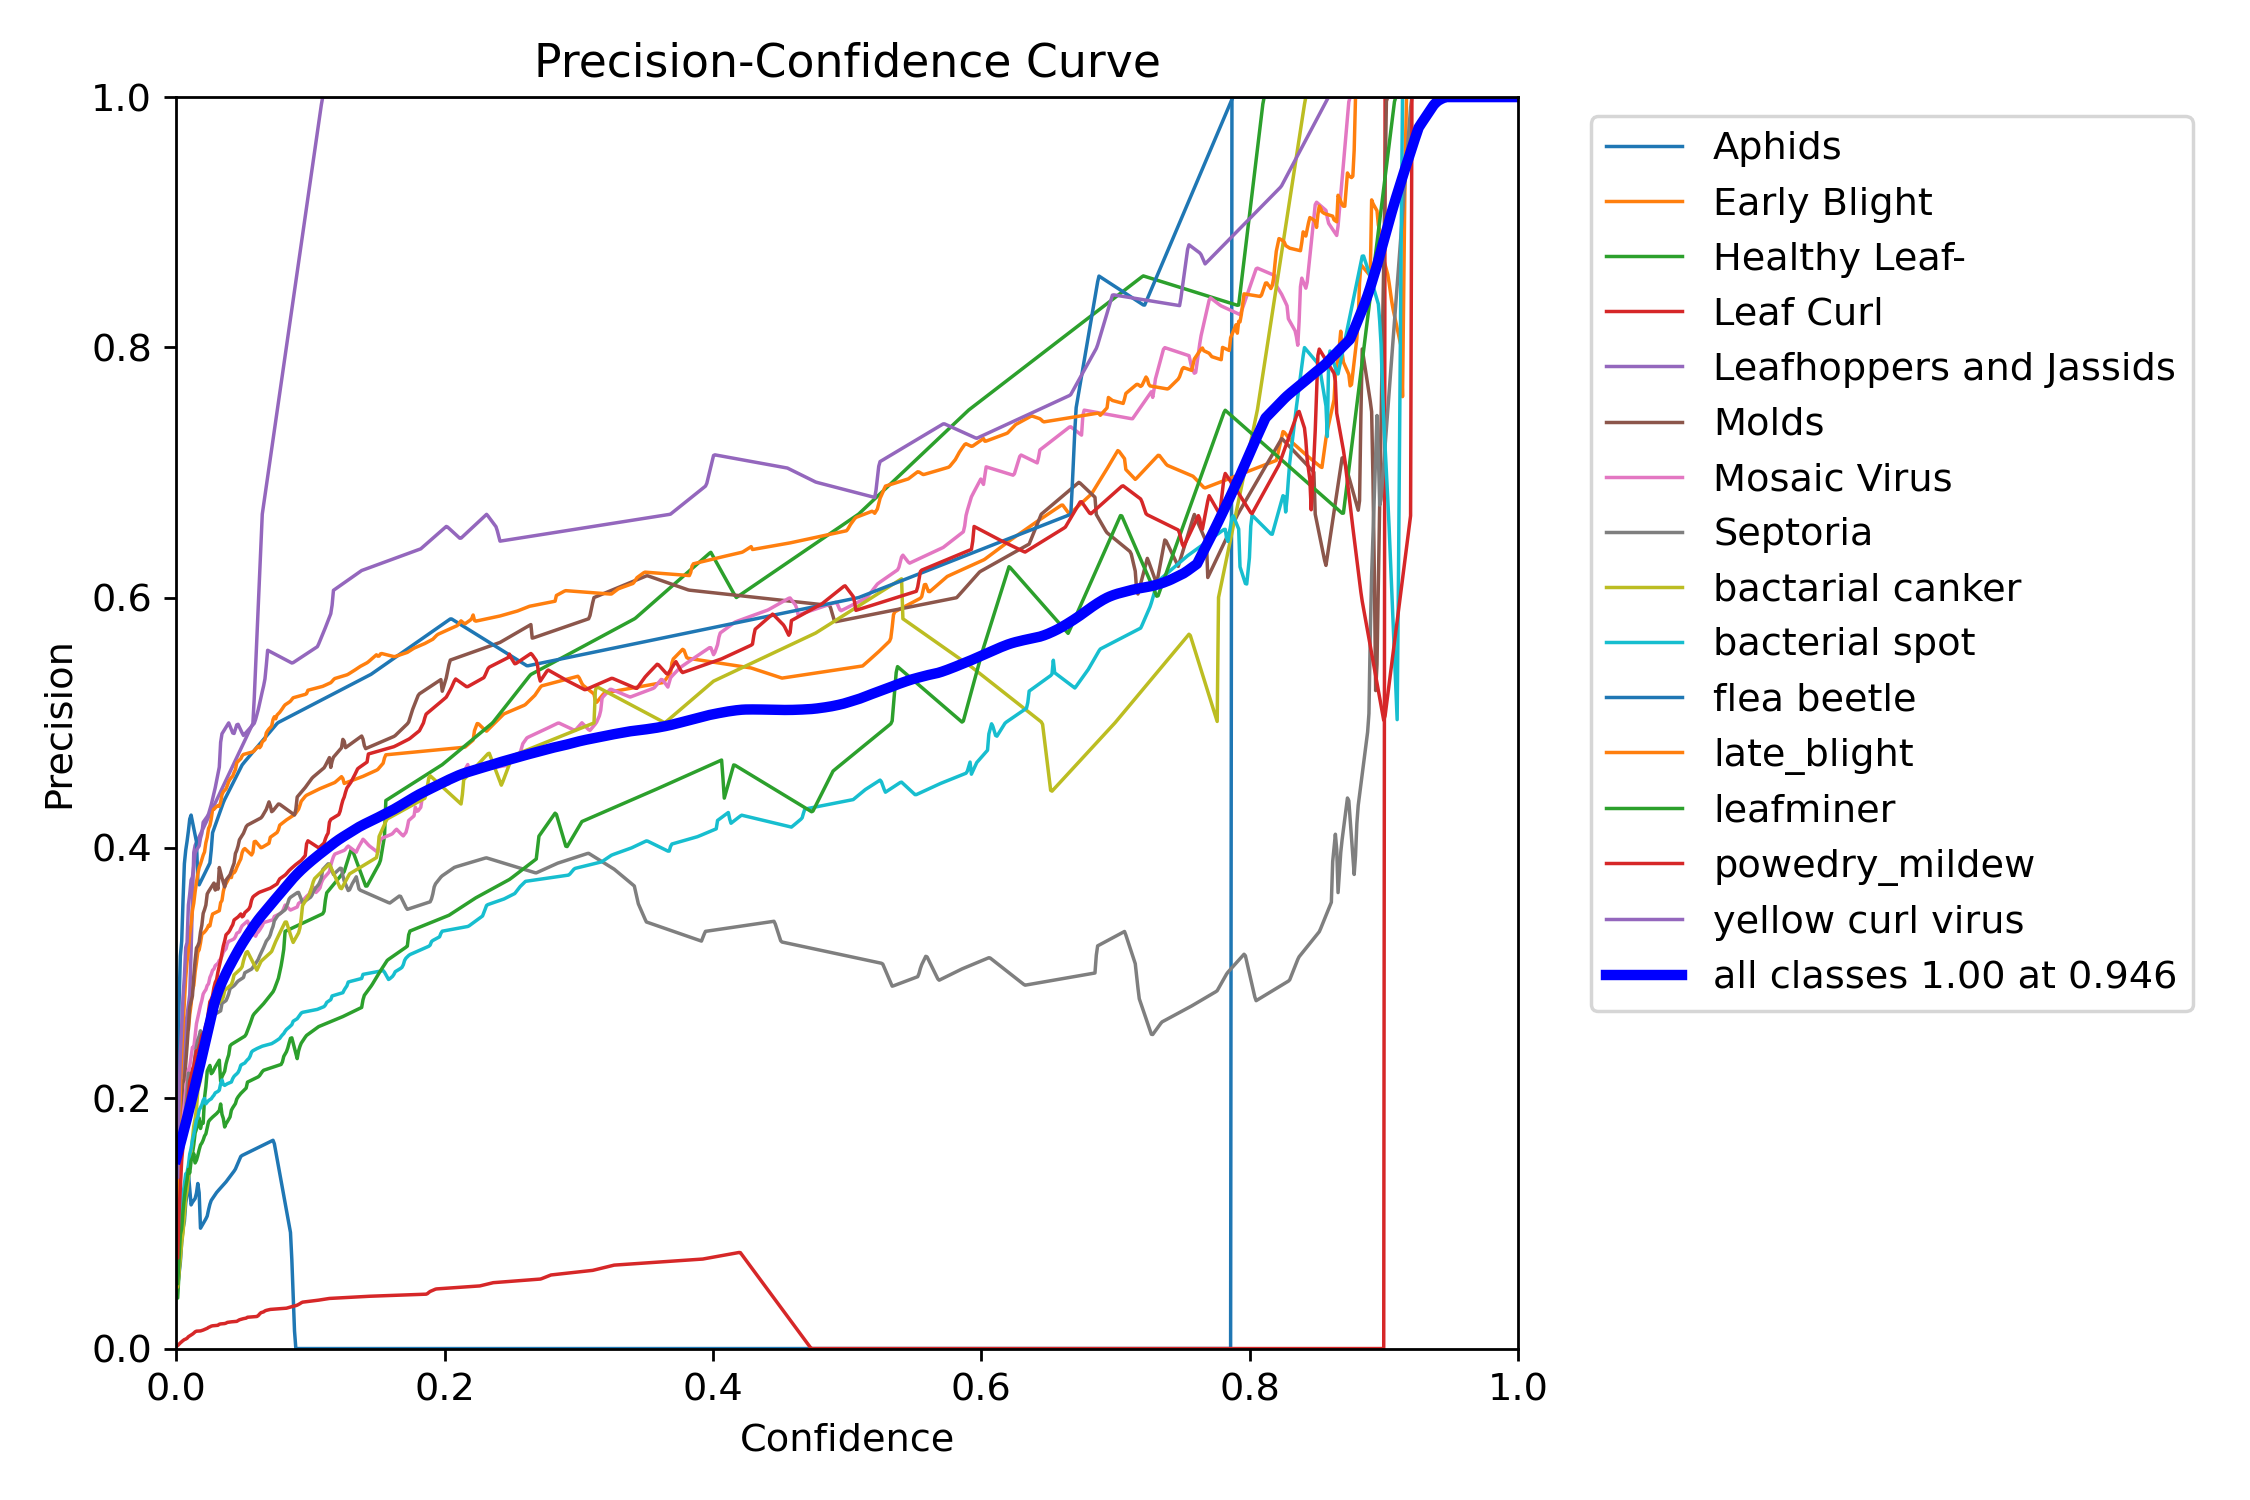 Precision-Confidence Curve
1.0
0.8
0.6
0.4
0.2
0.0
Precision
0.0 0.2 0.4 0.6 0.8 1.0
Confidence
Aphids
Early Blight
Healthy Leaf-
Leaf Curl
Leafhoppers and Jassids
Molds
Mosaic Virus
Septoria
bactarial canker
bacterial spot
flea beetle
late_blight
leafminer
powedry_mildew
yellow curl virus
all classes 1.00 at 0.946